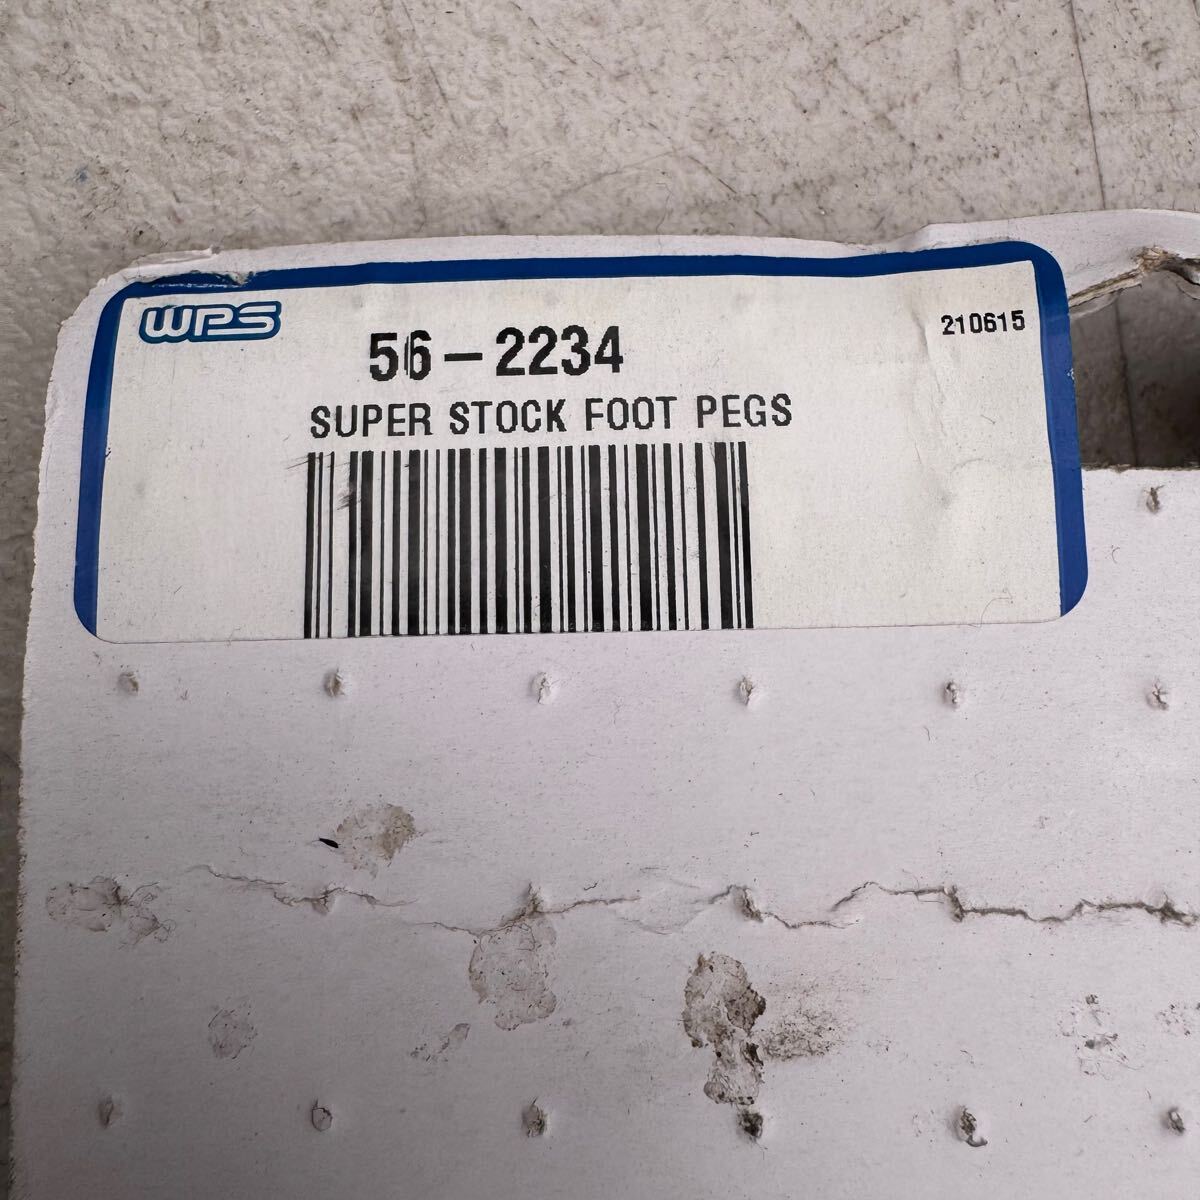 WPS
56-2234
210615
SUPER STOCK FOOT PEGS